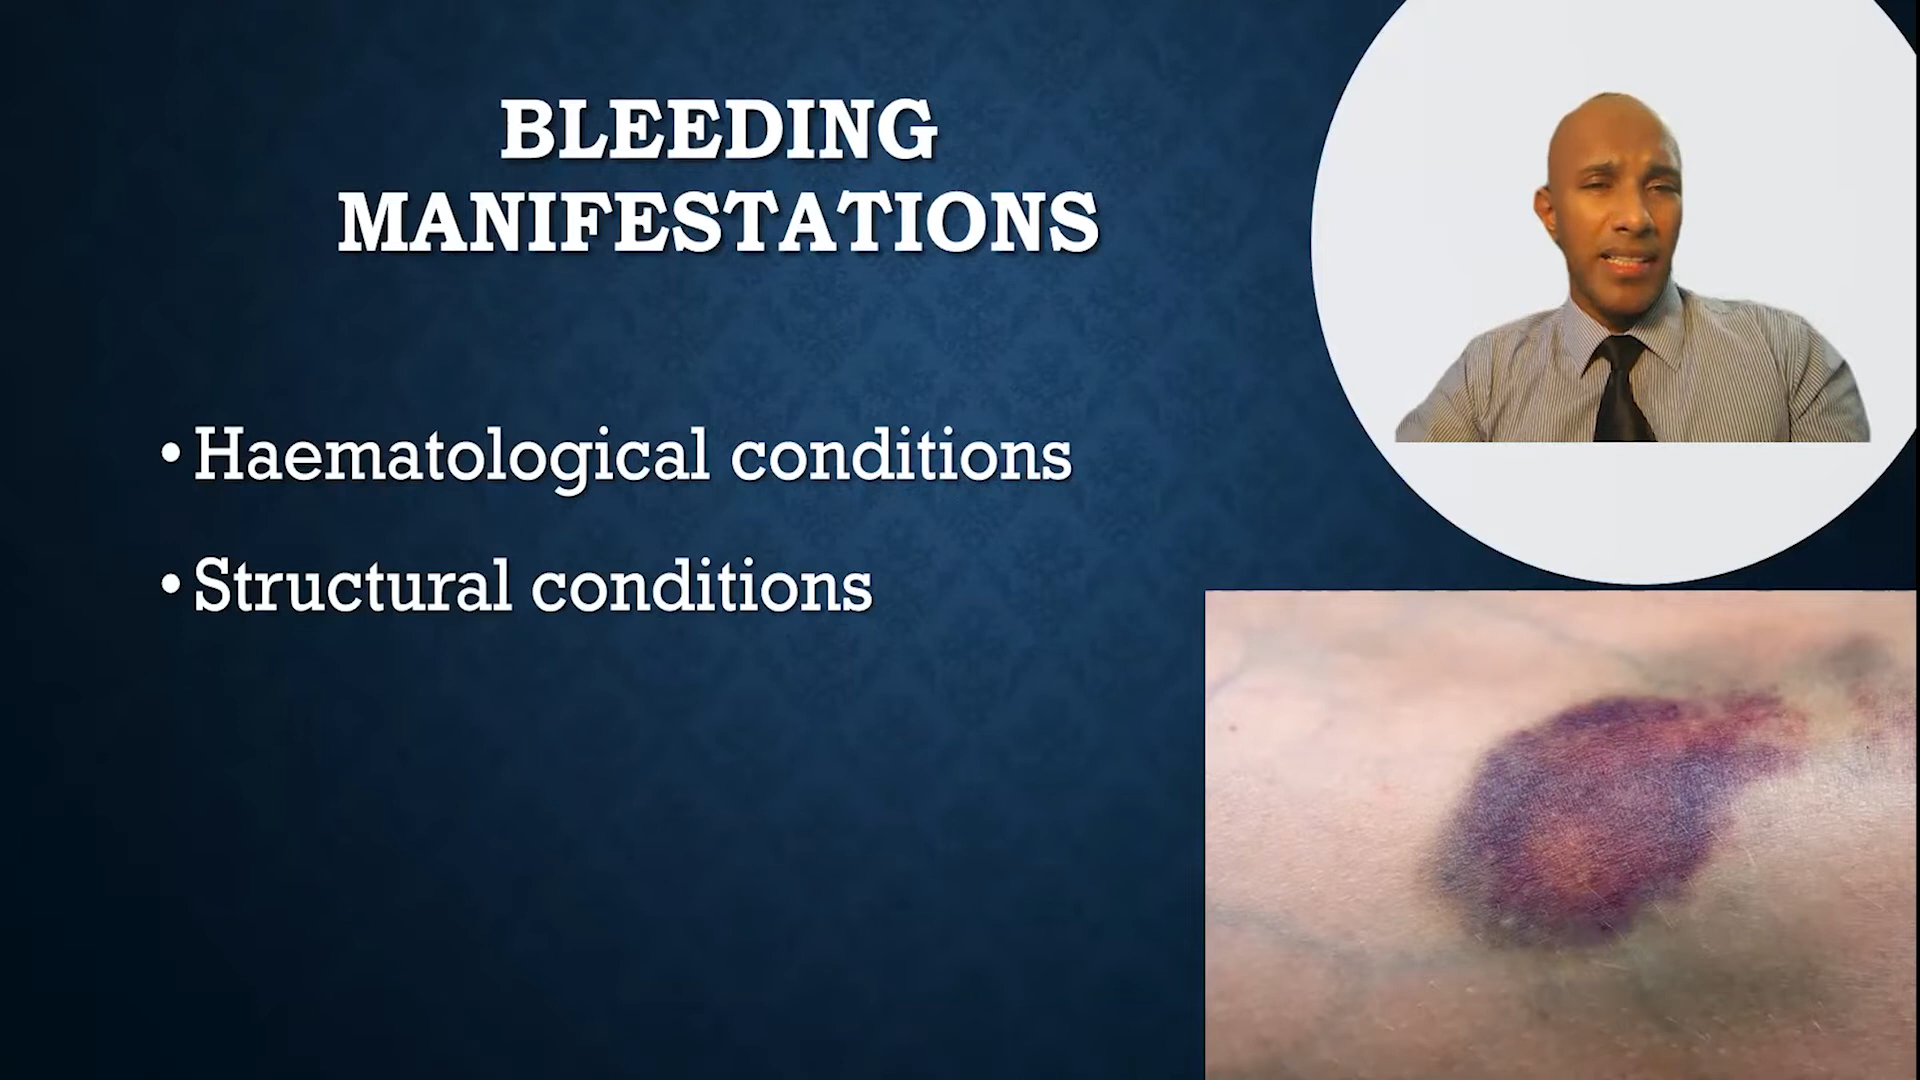 BLEEDING
MANIFESTATIONS
• Haematological conditions
• Structural conditions